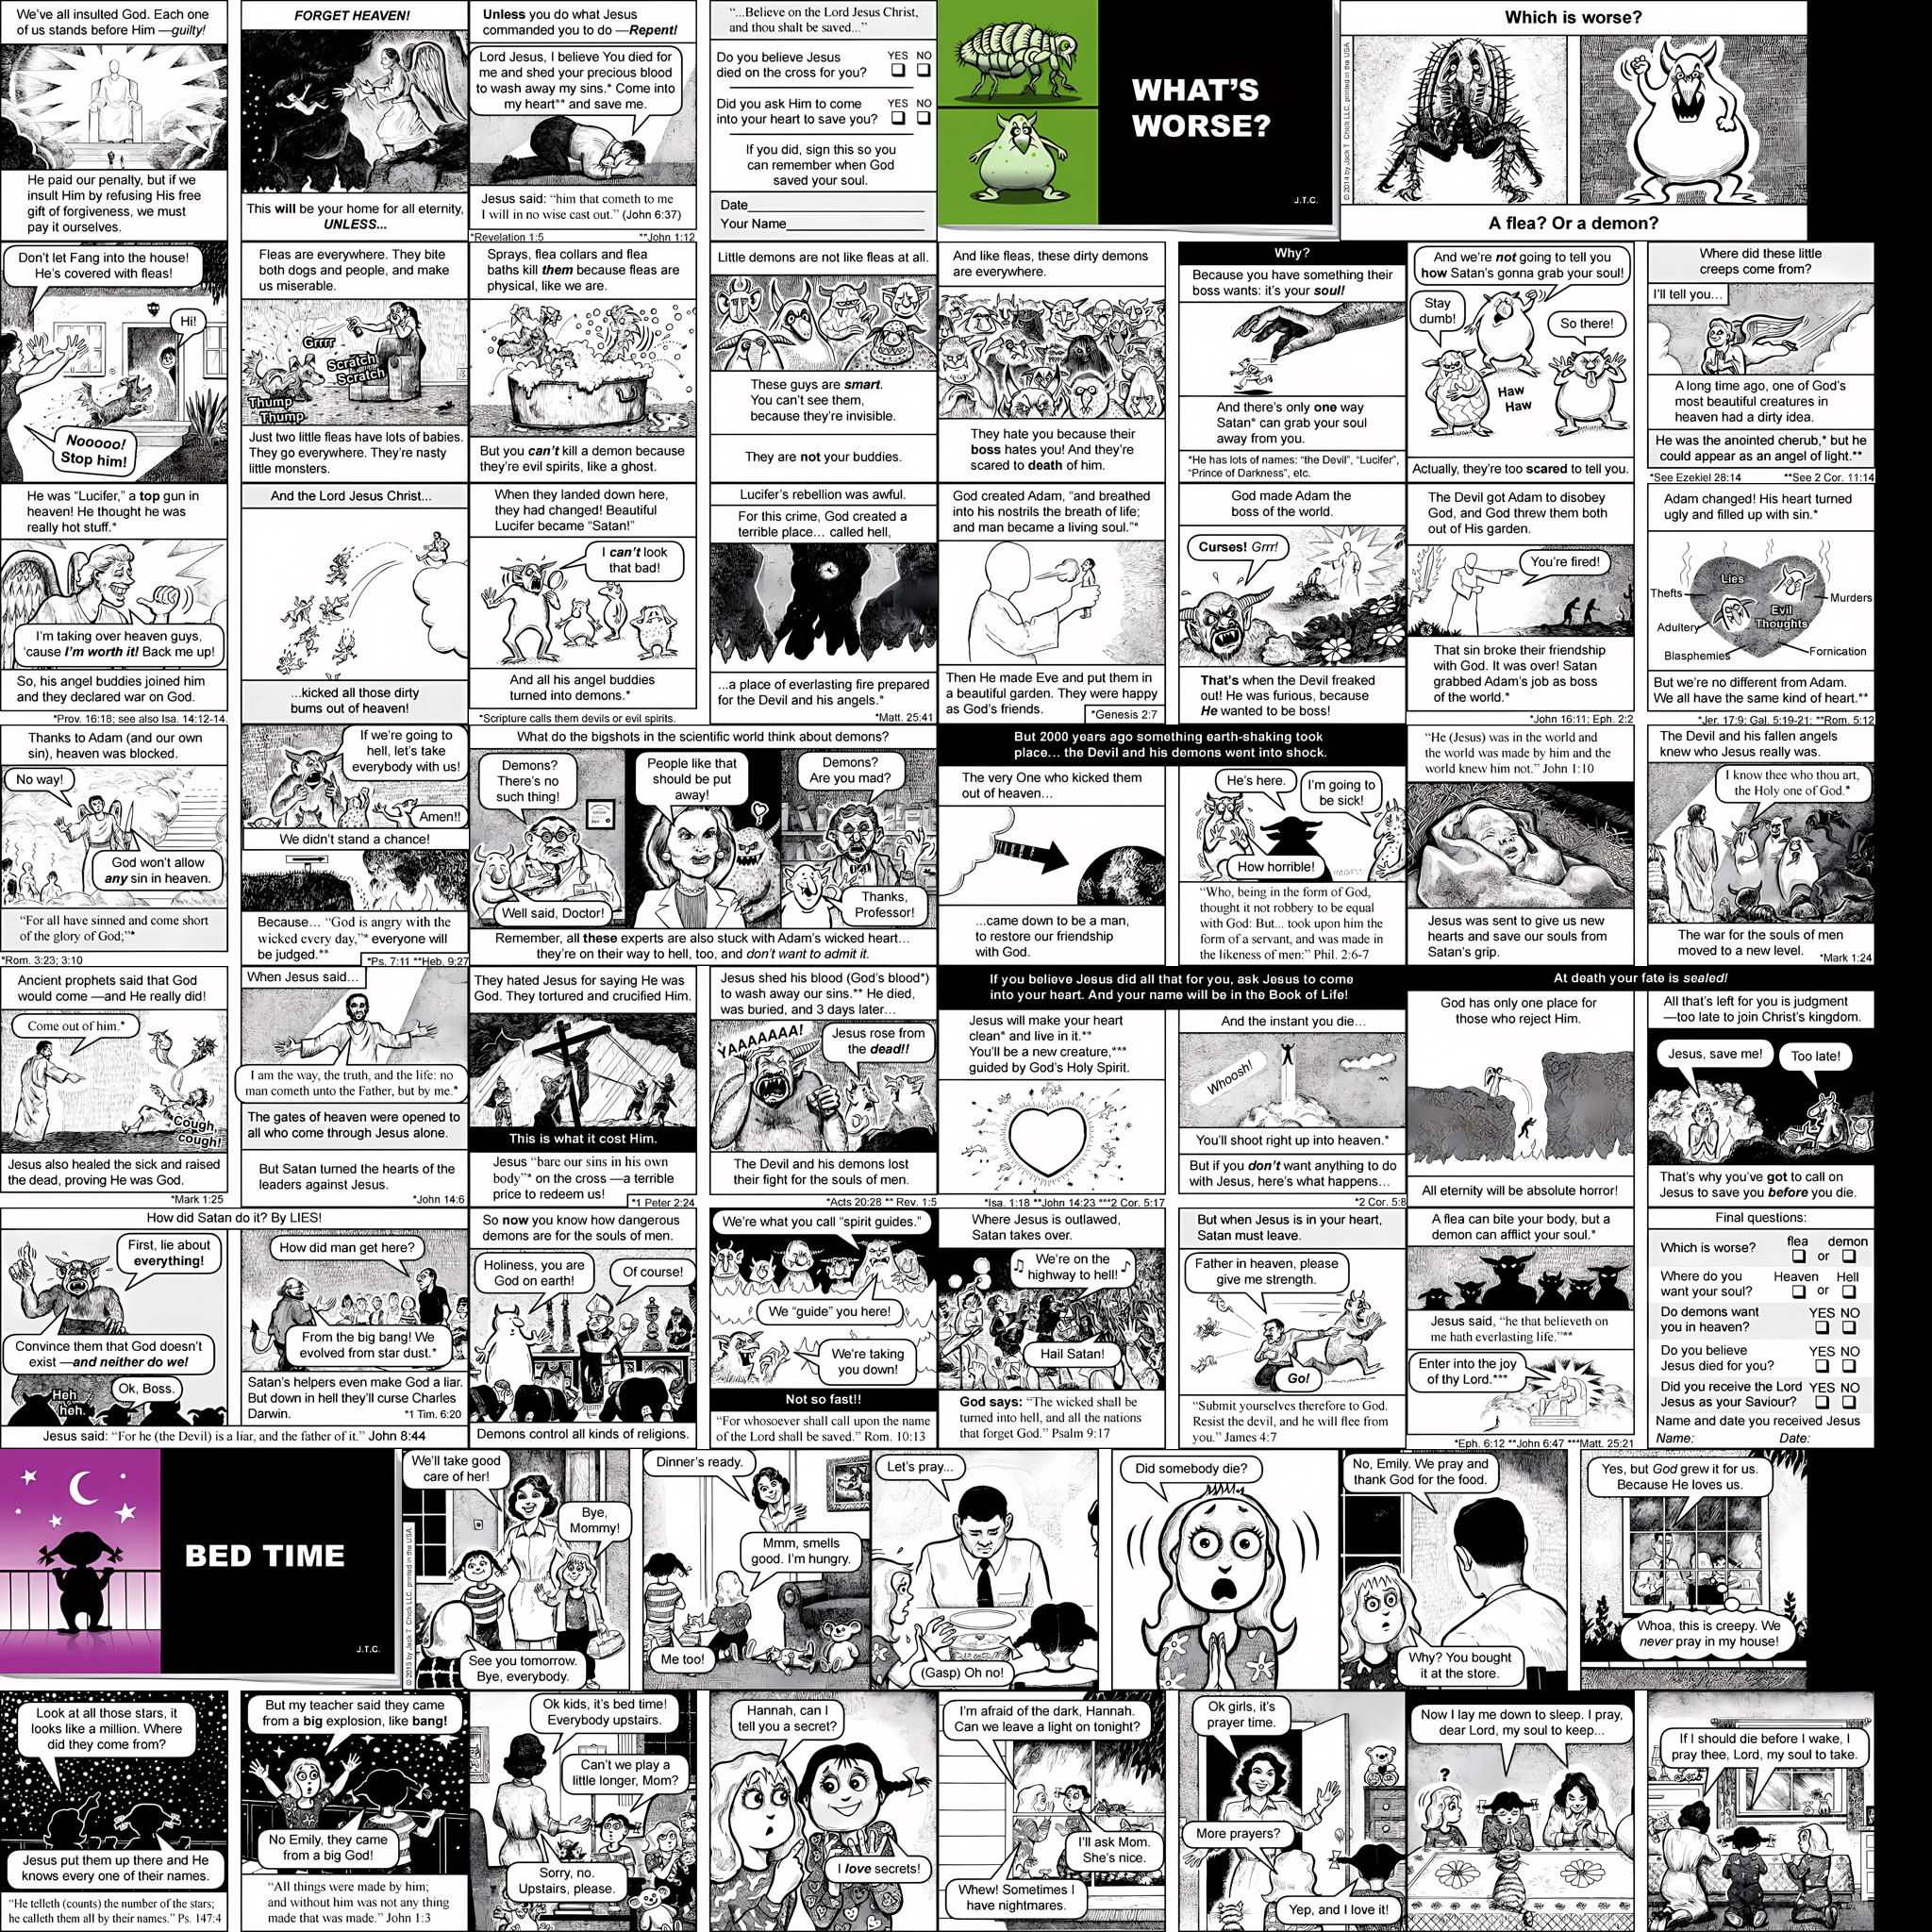 We've all insulted God. Each one
of us stands before Him —guilty!
He paid our penalty, but if we
insult Him by refusing His free
gift of forgiveness, we must
pay it ourselves.
FORGET HEAVEN!
This will be your home for all eternity,
UNLESS...
Unless you do what Jesus
commanded you to do —Repent!
Lord Jesus, I believe You died for
me and shed your precious blood
to wash away my sins.* Come into
my heart** and save me.
Jesus said: “him that cometh to me
I will in no wise cast out.” (John 6:37)
*Revelation 1:5 **John 1:12
“...Believe on the Lord Jesus Christ,
and thou shalt be saved...”
Do you believe Jesus
died on the cross for you?
YES NO
Did you ask Him to come
into your heart to save you?
YES NO
If you did, sign this so you
can remember when God
saved your soul.
Date
Your Name
WHAT'S
WORSE?
J.T.C.
© 2014 by Jack T. Chick LLC. printed in the USA.
Which is worse?
A flea? Or a demon?
Don't let Fang into the house!
He's covered with fleas!
Hi!
Nooooo!
Stop him!
Fleas are everywhere. They bite
both dogs and people, and make
us miserable.
Grrrr
Scratch
Scratch
Thump
Thump
Just two little fleas have lots of babies.
They go everywhere. They're nasty
little monsters.
Sprays, flea collars and flea
baths kill them because fleas are
physical, like we are.
But you can't kill a demon because
they're evil spirits, like a ghost.
Little demons are not like fleas at all.
These guys are smart.
You can't see them,
because they're invisible.
They are not your buddies.
And like fleas, these dirty demons
are everywhere.
They hate you because their
boss hates you! And they're
scared to death of him.
Why?
Because you have something their
boss wants: it's your soul!
And there's only one way
Satan* can grab your soul
away from you.
*He has lots of names: “the Devil”, “Lucifer”,
“Prince of Darkness”, etc.
And we're not going to tell you
how Satan's gonna grab your soul!
Stay
dumb!
So there!
Haw
Haw
Actually, they're too scared to tell you.
Where did these little
creeps come from?
I'll tell you...
A long time ago, one of God's
most beautiful creatures in
heaven had a dirty idea.
He was the anointed cherub,* but he
could appear as an angel of light.**
*See Ezekiel 28:14 **See 2 Cor. 11:14
He was “Lucifer,” a top gun in
heaven! He thought he was
really hot stuff.*
I'm taking over heaven guys,
'cause I'm worth it! Back me up!
So, his angel buddies joined him
and they declared war on God.
*Prov. 16:18; see also Isa. 14:12-14.
And the Lord Jesus Christ...
...kicked all those dirty
bums out of heaven!
When they landed down here,
they had changed! Beautiful
Lucifer became “Satan!”
I can't look
that bad!
And all his angel buddies
turned into demons.*
*Scripture calls them devils or evil spirits.
Lucifer's rebellion was awful.
For this crime, God created a
terrible place... called hell,
...a place of everlasting fire prepared
for the Devil and his angels.*
*Matt. 25:41
God created Adam, “and breathed
into his nostrils the breath of life;
and man became a living soul.”*
Then He made Eve and put them in
a beautiful garden. They were happy
as God's friends.
*Genesis 2:7
God made Adam the
boss of the world.
Curses! Grrr!
That's when the Devil freaked
out! He was furious, because
He wanted to be boss!
The Devil got Adam to disobey
God, and God threw them both
out of His garden.
You're fired!
That sin broke their friendship
with God. It was over! Satan
grabbed Adam's job as boss
of the world.*
*John 16:11; Eph. 2:2
Adam changed! His heart turned
ugly and filled up with sin.*
Lies
Thefts
Murders
Evil
Thoughts
Adultery
Blasphemies
Fornication
But we're no different from Adam.
We all have the same kind of heart.**
*Jer. 17:9; Gal. 5:19-21; **Rom. 5:12
Thanks to Adam (and our own
sin), heaven was blocked.
No way!
God won't allow
any sin in heaven.
“For all have sinned and come short
of the glory of God;”*
*Rom. 3:23; 3:10
If we're going to
hell, let's take
everybody with us!
Amen!!
We didn't stand a chance!
Because... “God is angry with the
wicked every day,”* everyone will
be judged.**
*Ps. 7:11 **Heb. 9:27
What do the bigshots in the scientific world think about demons?
Demons?
There's no
such thing!
Well said, Doctor!
People like that
should be put
away!
Demons?
Are you mad?
Thanks,
Professor!
Remember, all these experts are also stuck with Adam's wicked heart...
they're on their way to hell, too, and don't want to admit it.
But 2000 years ago something earth-shaking took
place... the Devil and his demons went into shock.
The very One who kicked them
out of heaven...
...came down to be a man,
to restore our friendship
with God.
He's here.
I'm going to
be sick!
How horrible!
“Who, being in the form of God,
thought it not robbery to be equal
with God: But... took upon him the
form of a servant, and was made in
the likeness of men:” Phil. 2:6-7
“He (Jesus) was in the world and
the world was made by him and the
world knew him not.” John 1:10
Jesus was sent to give us new
hearts and save our souls from
Satan's grip.
The Devil and his fallen angels
knew who Jesus really was.
I know thee who thou art,
the Holy one of God.*
The war for the souls of men
moved to a new level.
*Mark 1:24
Ancient prophets said that God
would come —and He really did!
Come out of him.*
Cough,
cough!
Jesus also healed the sick and raised
the dead, proving He was God.
*Mark 1:25
When Jesus said...
I am the way, the truth, and the life: no
man cometh unto the Father, but by me.*
The gates of heaven were opened to
all who come through Jesus alone.
But Satan turned the hearts of the
leaders against Jesus.
*John 14:6
They hated Jesus for saying He was
God. They tortured and crucified Him.
This is what it cost Him.
Jesus “bare our sins in his own
body”* on the cross —a terrible
price to redeem us!
*1 Peter 2:24
Jesus shed his blood (God's blood*)
to wash away our sins.** He died,
was buried, and 3 days later...
YAAAAAA!
Jesus rose from
the dead!!
The Devil and his demons lost
their fight for the souls of men.
*Acts 20:28 ** Rev. 1:5
If you believe Jesus did all that for you, ask Jesus to come
into your heart. And your name will be in the Book of Life!
Jesus will make your heart
clean* and live in it.**
You'll be a new creature,***
guided by God's Holy Spirit.
*Isa. 1:18 **John 14:23 ***2 Cor. 5:17
And the instant you die...
Whoosh!
You'll shoot right up into heaven.*
But if you don't want anything to do
with Jesus, here's what happens...
*2 Cor. 5:8
At death your fate is sealed!
God has only one place for
those who reject Him.
All eternity will be absolute horror!
All that's left for you is judgment
—too late to join Christ's kingdom.
Jesus, save me!
Too late!
That's why you've got to call on
Jesus to save you before you die.
How did Satan do it? By LIES!
First, lie about
everything!
Convince them that God doesn't
exist —and neither do we!
Heh
heh.
Ok, Boss.
How did man get here?
From the big bang! We
evolved from star dust.*
Satan's helpers even make God a liar.
But down in hell they'll curse Charles
Darwin. *1 Tim. 6:20
Jesus said: “For he (the Devil) is a liar, and the father of it.” John 8:44
So now you know how dangerous
demons are for the souls of men.
Holiness, you are
God on earth!
Of course!
Demons control all kinds of religions.
We're what you call “spirit guides.”
We “guide” you here!
We're taking
you down!
Not so fast!!
“For whosoever shall call upon the name
of the Lord shall be saved.” Rom. 10:13
Where Jesus is outlawed,
Satan takes over.
♫ We're on the
highway to hell! ♪
Hail Satan!
God says: “The wicked shall be
turned into hell, and all the nations
that forget God.” Psalm 9:17
But when Jesus is in your heart,
Satan must leave.
Father in heaven, please
give me strength.
Go!
“Submit yourselves therefore to God.
Resist the devil, and he will flee from
you.” James 4:7
A flea can bite your body, but a
demon can afflict your soul.*
Jesus said, “he that believeth on
me hath everlasting life.”**
Enter into the joy
of thy Lord.***
*Eph. 6:12 **John 6:47 ***Matt. 25:21
Final questions:
Which is worse? flea or demon
Where do you
want your soul?
Heaven or Hell
Do demons want
you in heaven?
YES NO
Do you believe
Jesus died for you?
YES NO
Did you receive the Lord
Jesus as your Saviour?
YES NO
Name and date you received Jesus
Name: Date:
BED TIME
J.T.C.
© 2015 by Jack T. Chick LLC. printed in the USA.
We'll take good
care of her!
Bye,
Mommy!
See you tomorrow.
Bye, everybody.
Dinner's ready.
Mmm, smells
good. I'm hungry.
Me too!
Let's pray...
(Gasp) Oh no!
Did somebody die?
No, Emily. We pray and
thank God for the food.
Why? You bought
it at the store.
Yes, but God grew it for us.
Because He loves us.
Whoa, this is creepy. We
never pray in my house!
Look at all those stars, it
looks like a million. Where
did they come from?
Jesus put them up there and He
knows every one of their names.
“He telleth (counts) the number of the stars;
he calleth them all by their names.” Ps. 147:4
But my teacher said they came
from a big explosion, like bang!
No Emily, they came
from a big God!
“All things were made by him;
and without him was not any thing
made that was made.” John 1:3
Ok kids, it's bed time!
Everybody upstairs.
Can't we play a
little longer, Mom?
Sorry, no.
Upstairs, please.
Hannah, can I
tell you a secret?
I love secrets!
I'm afraid of the dark, Hannah.
Can we leave a light on tonight?
I'll ask Mom.
She's nice.
Whew! Sometimes I
have nightmares.
Ok girls, it's
prayer time.
More prayers?
Yep, and I love it!
Now I lay me down to sleep. I pray,
dear Lord, my soul to keep...
?
If I should die before I wake, I
pray thee, Lord, my soul to take.